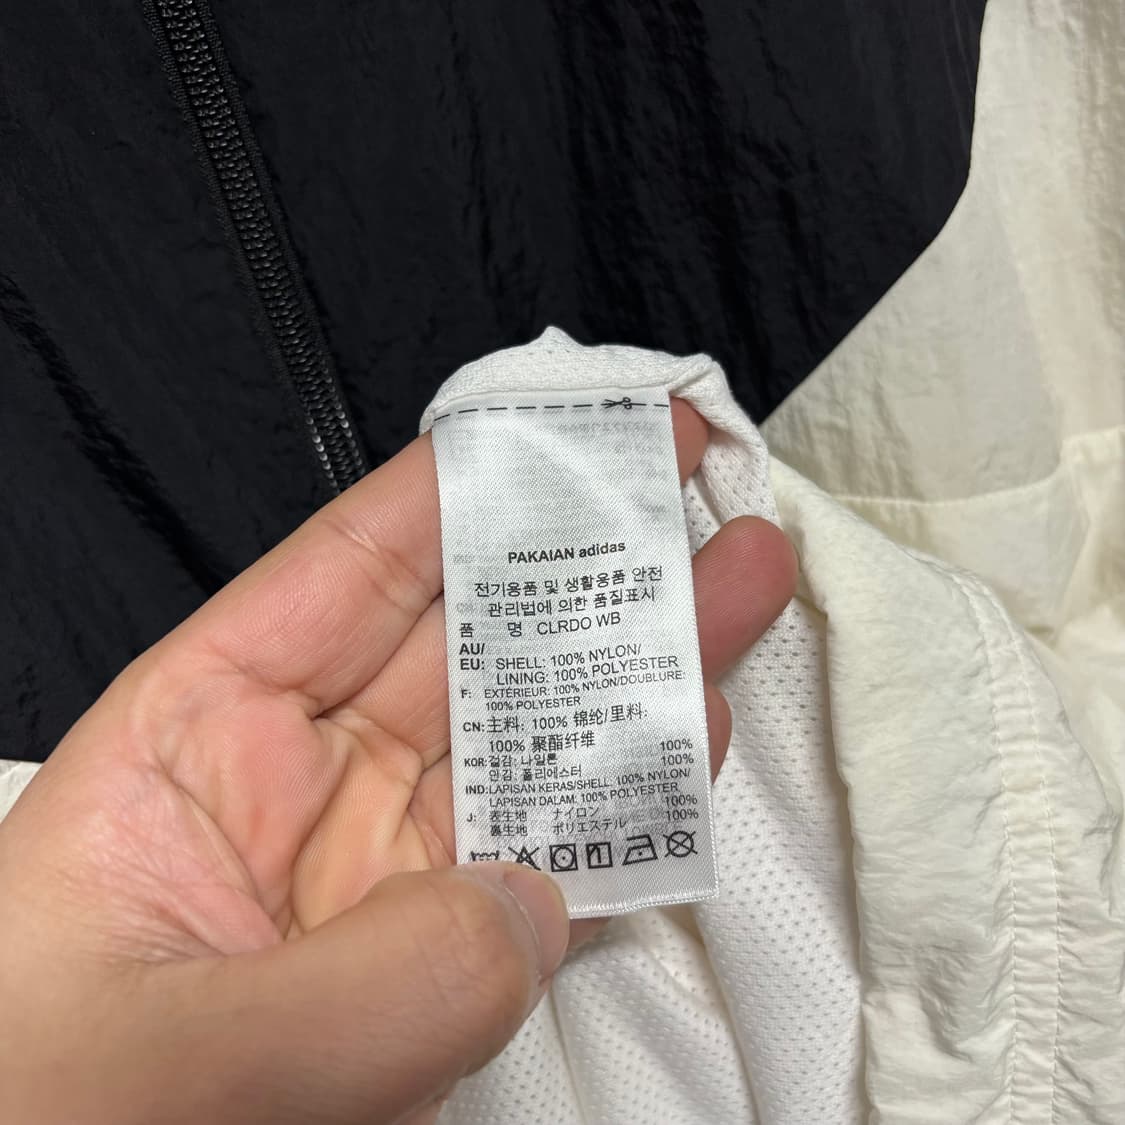 PAKAIAN adidas
전기용품 및 생활용품 안전
관리법에 의한 품질표시
품 명 CLRDO WB
AU/
EU: SHELL: 100% NYLON/
LINING: 100% POLYESTER
F: EXTÉRIEUR: 100% NYLON/DOUBLURE:
100% POLYESTER
CN: 主料: 100% 锦纶/里料:
100% 聚酯纤维
KOR: 겉감: 나일론 100%
안감: 폴리에스터 100%
IND: LAPISAN KERAS/SHELL: 100% NYLON/
LAPISAN DALAM: 100% POLYESTER
J: 表生地 ナイロン 100%
裏生地 ポリエステル 100%